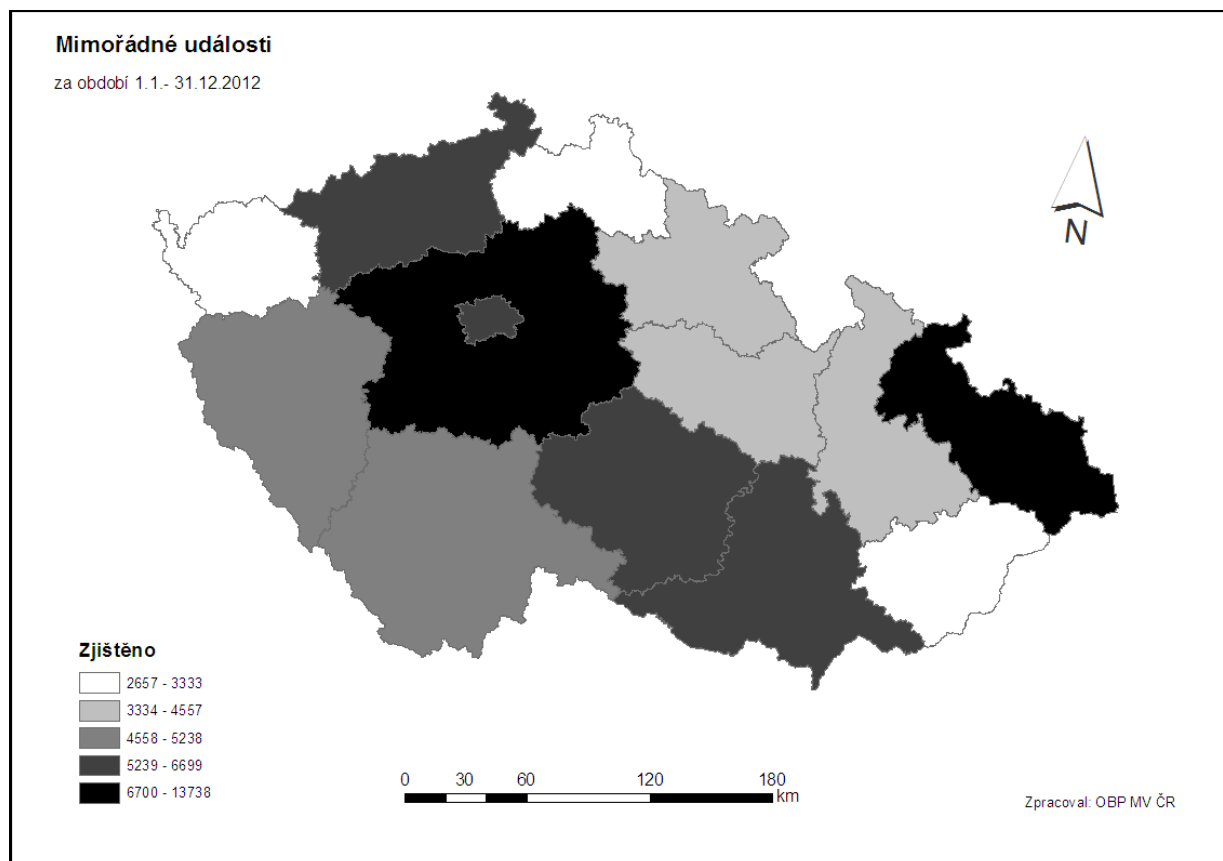 Mimořádné události
za období 1.1.- 31.12.2012
N
Zjištěno
2657 - 3333
3334 - 4557
4558 - 5238
5239 - 6699
6700 - 13738
0 30 60 120 180
km
Zpracoval: OBP MV ČR